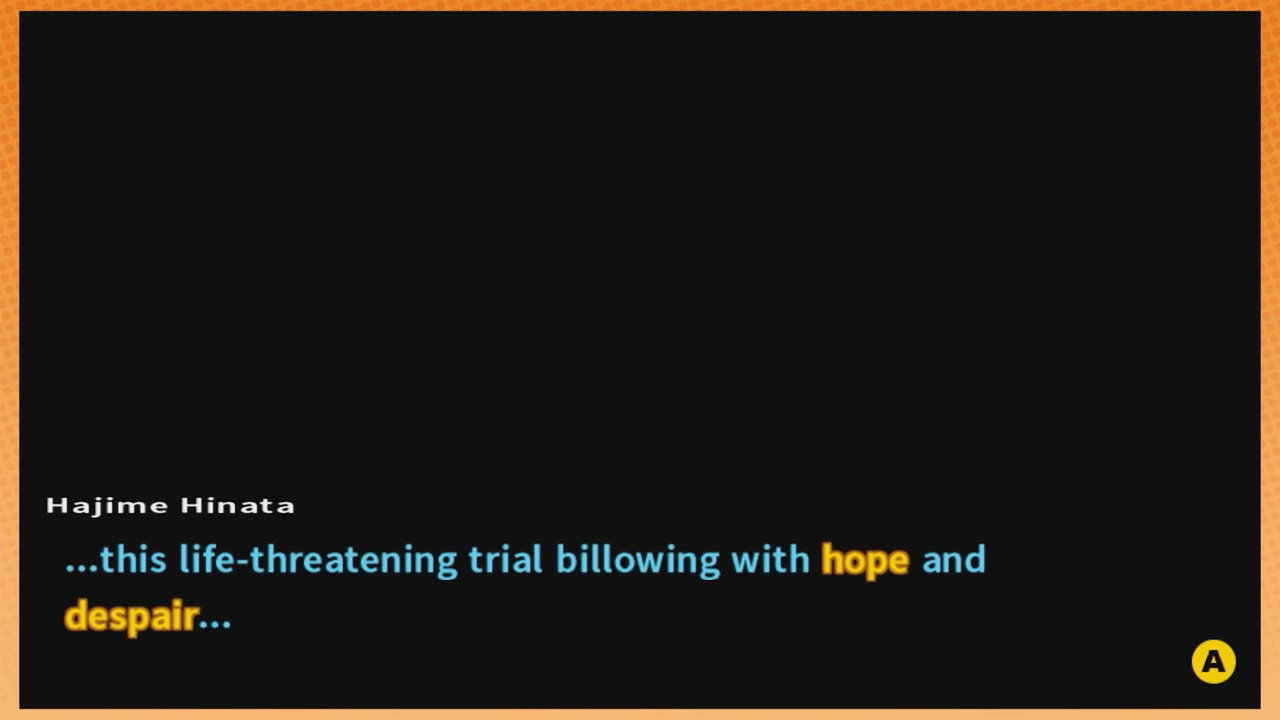 Hajime Hinata
...this life-threatening trial billowing with hope and
despair...
A